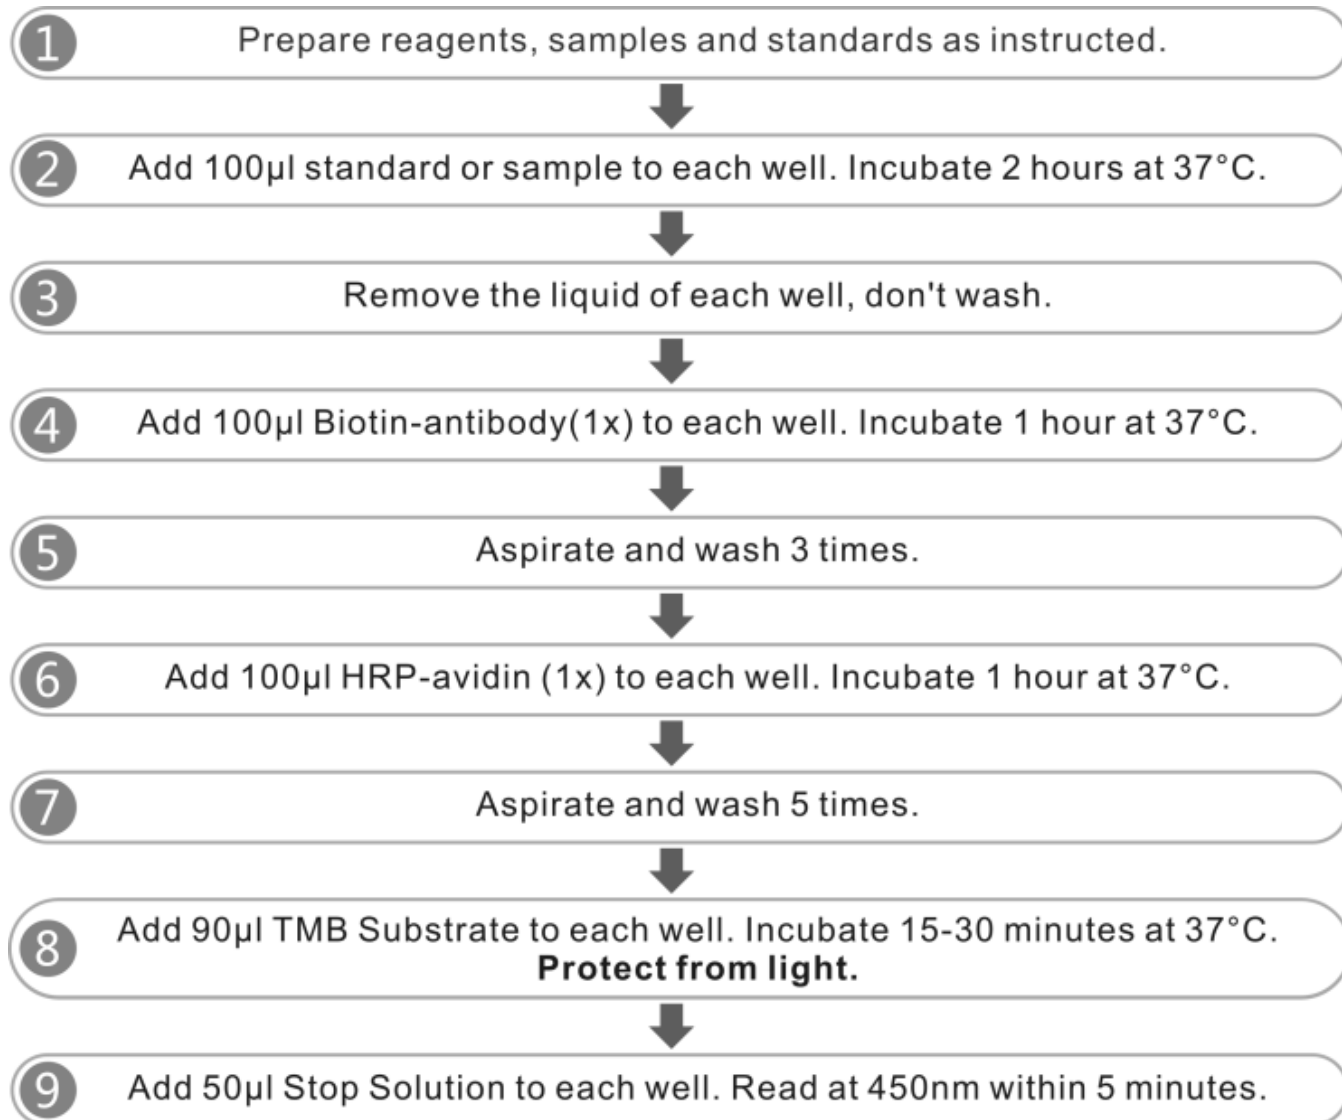 1 Prepare reagents, samples and standards as instructed.
2 Add 100µl standard or sample to each well. Incubate 2 hours at 37°C.
3 Remove the liquid of each well, don't wash.
4 Add 100µl Biotin-antibody(1x) to each well. Incubate 1 hour at 37°C.
5 Aspirate and wash 3 times.
6 Add 100µl HRP-avidin (1x) to each well. Incubate 1 hour at 37°C.
7 Aspirate and wash 5 times.
8 Add 90µl TMB Substrate to each well. Incubate 15-30 minutes at 37°C.
Protect from light.
9 Add 50µl Stop Solution to each well. Read at 450nm within 5 minutes.